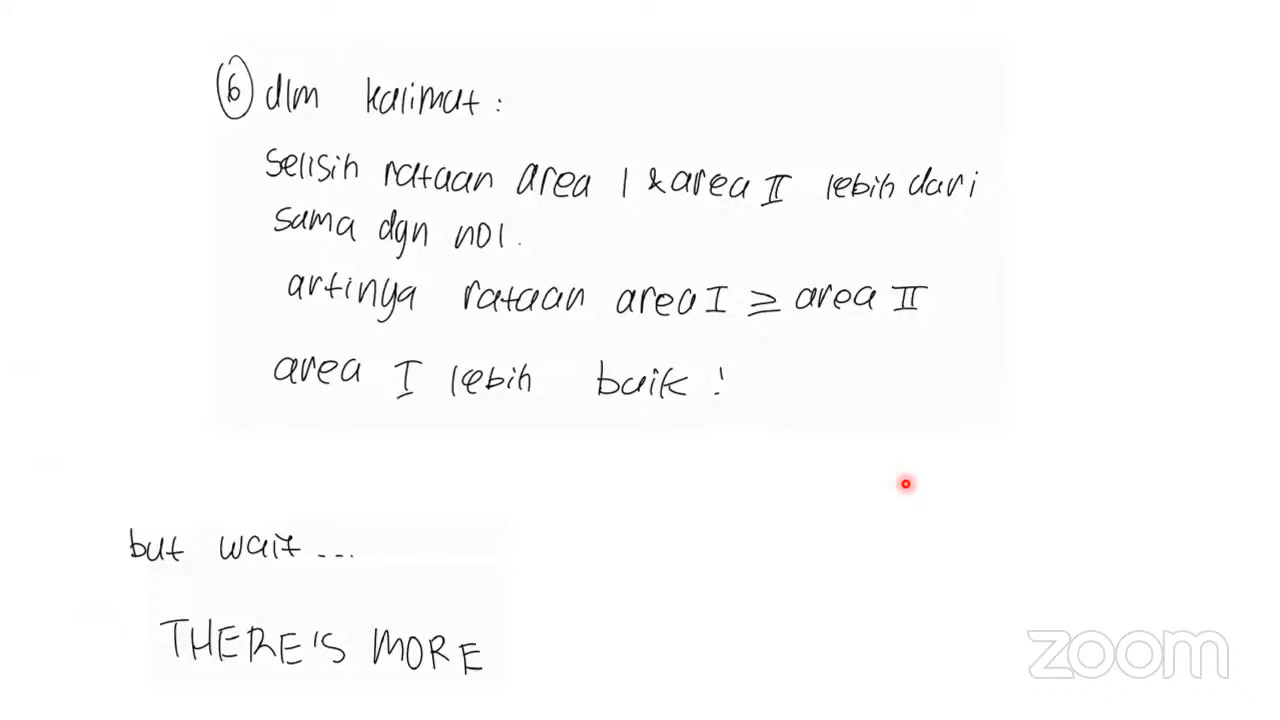 6 dlm kalimat:
selisih rataan area I & area II lebih dari
sama dgn nol.
artinya rataan area I ≥ area II
area I lebih baik!
but wait...
THERE'S MORE
zoom